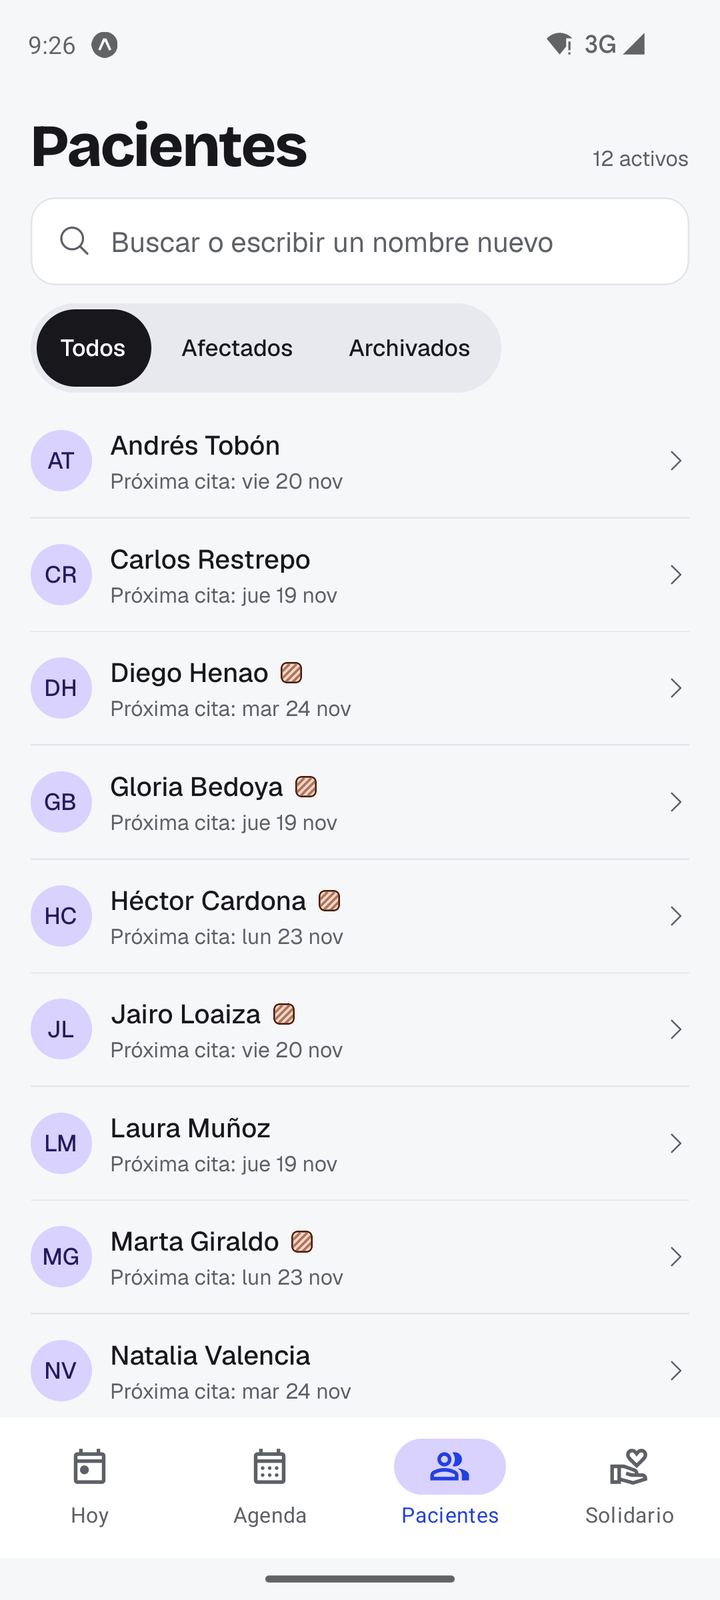 9:26
3G
Pacientes
12 activos
Buscar o escribir un nombre nuevo
Todos
Afectados
Archivados
AT
Andrés Tobón
Próxima cita: vie 20 nov
CR
Carlos Restrepo
Próxima cita: jue 19 nov
DH
Diego Henao
Próxima cita: mar 24 nov
GB
Gloria Bedoya
Próxima cita: jue 19 nov
HC
Héctor Cardona
Próxima cita: lun 23 nov
JL
Jairo Loaiza
Próxima cita: vie 20 nov
LM
Laura Muñoz
Próxima cita: jue 19 nov
MG
Marta Giraldo
Próxima cita: lun 23 nov
NV
Natalia Valencia
Próxima cita: mar 24 nov
Hoy
Agenda
Pacientes
Solidario